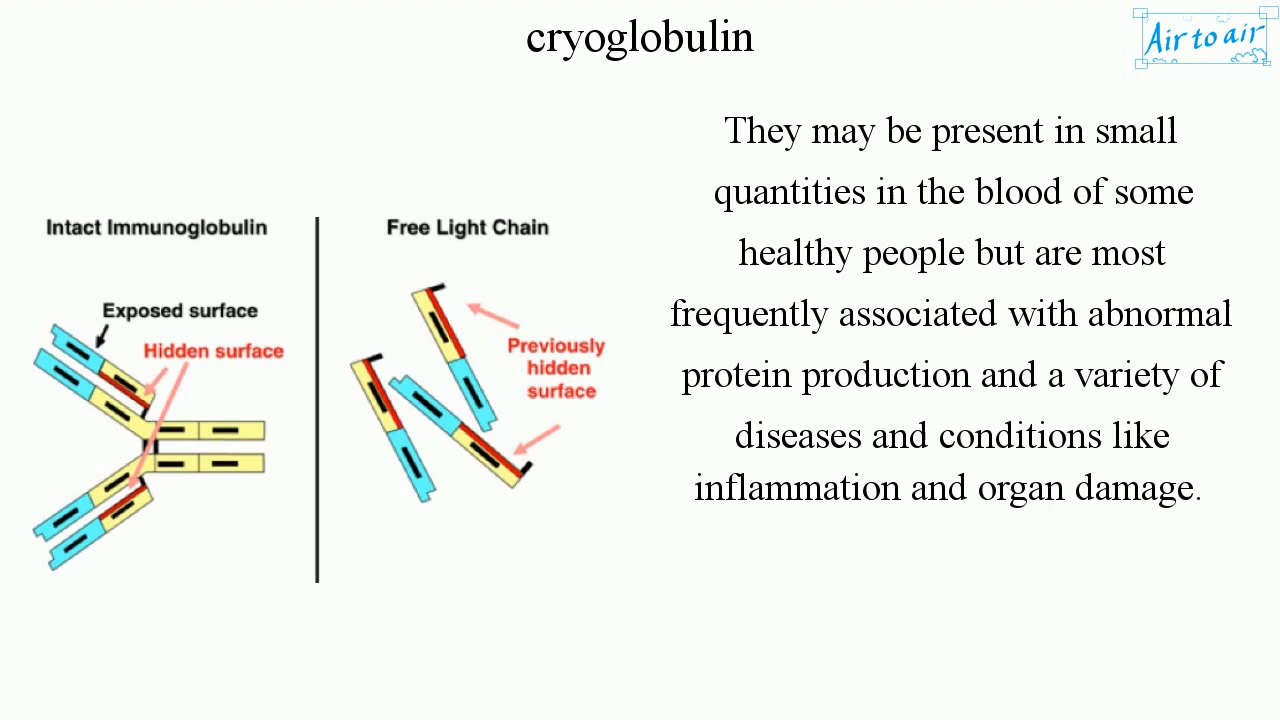 cryoglobulin
Air to air
They may be present in small
quantities in the blood of some
healthy people but are most
frequently associated with abnormal
protein production and a variety of
diseases and conditions like
inflammation and organ damage.
Intact Immunoglobulin
Exposed surface
Hidden surface
Free Light Chain
Previously
hidden
surface